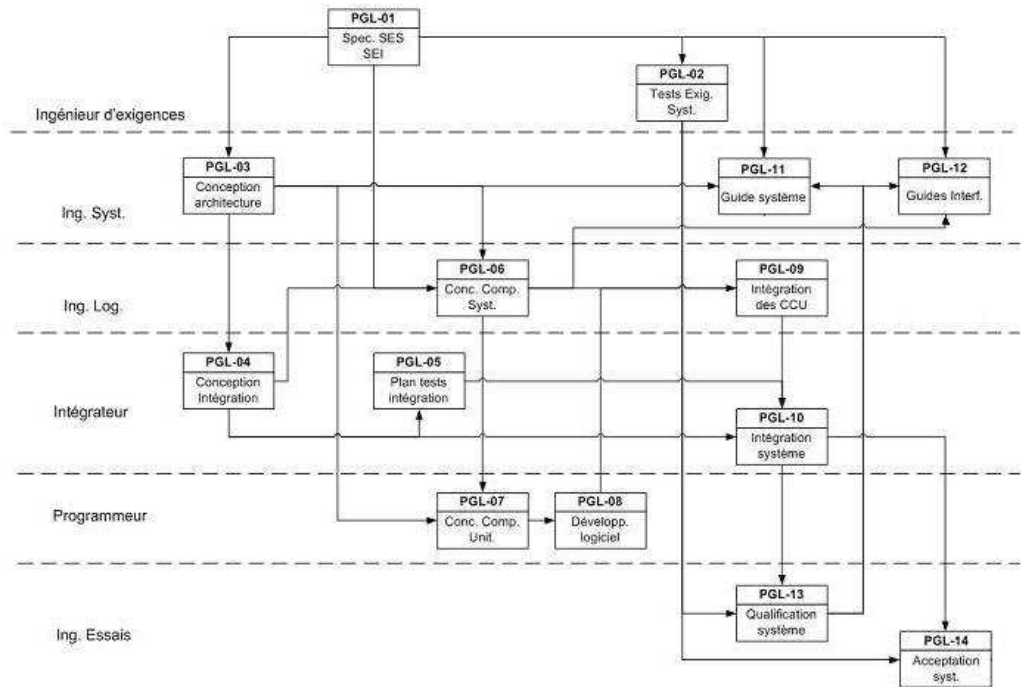 PGL-01
Spec. SES
SEI
PGL-02
Tests Exig.
Syst.
Ingénieur d'exigences
PGL-03
Conception
architecture
PGL-11
Guide système
PGL-12
Guides Interf.
Ing. Syst.
PGL-06
Conc. Comp.
Syst.
PGL-09
Intégration
des CCU
Ing. Log.
PGL-04
Conception
Intégration
PGL-05
Plan tests
intégration
Intégrateur
PGL-10
Intégration
système
PGL-07
Conc. Comp.
Unit.
PGL-08
Développ.
logiciel
Programmeur
PGL-13
Qualification
système
Ing. Essais
PGL-14
Acceptation
syst.